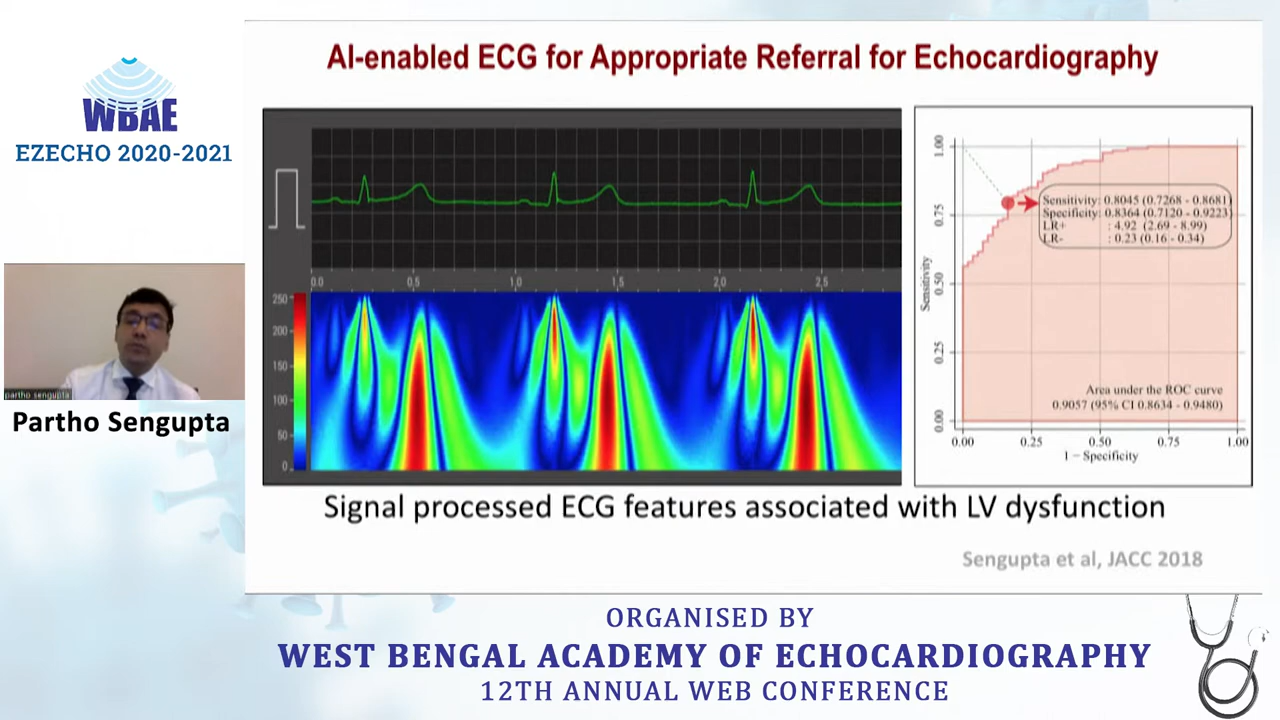 AI-enabled ECG for Appropriate Referral for Echocardiography
WBAE
EZECHO 2020-2021
partho sengupta
Partho Sengupta
0.0 0.5 1.0 1.5 2.0 2.5
250
200
150
100
50
0
1.00
0.75
0.50
0.25
0.00
Sensitivity
Sensitivity: 0.8045 (0.7268 - 0.8681)
Specificity: 0.8364 (0.7120 - 0.9223)
LR+ : 4.92 (2.69 - 8.99)
LR- : 0.23 (0.16 - 0.34)
Area under the ROC curve
0.9057 (95% CI 0.8634 - 0.9480)
0.00 0.25 0.50 0.75 1.00
1 - Specificity
Signal processed ECG features associated with LV dysfunction
Sengupta et al, JACC 2018
ORGANISED BY
WEST BENGAL ACADEMY OF ECHOCARDIOGRAPHY
12TH ANNUAL WEB CONFERENCE